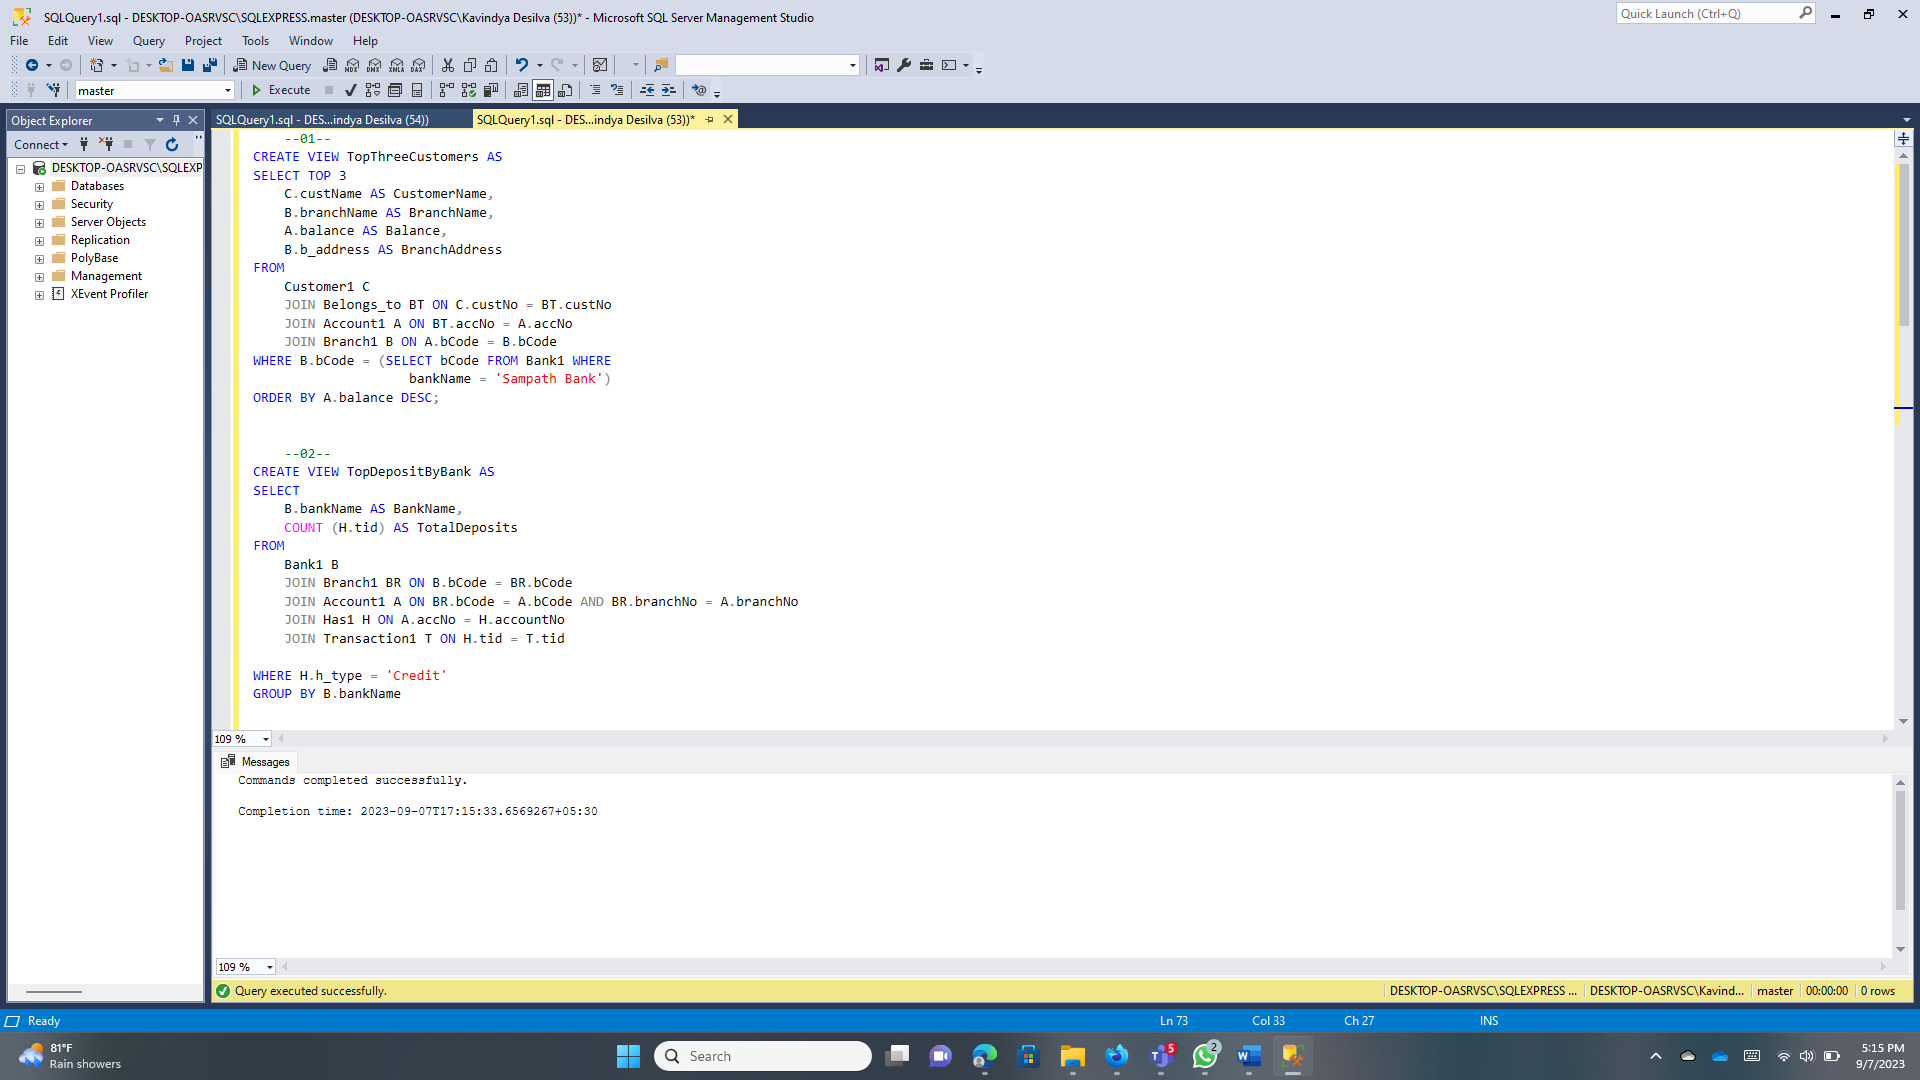 SQLQuery1.sql - DESKTOP-OASRVSC\SQLEXPRESS.master (DESKTOP-OASRVSC\Kavindya Desilva (53))* - Microsoft SQL Server Management Studio
Quick Launch (Ctrl+Q)
File Edit View Query Project Tools Window Help
New Query MDX DMX XMLA DAX
master Execute
Object Explorer
SQLQuery1.sql - DES...indya Desilva (54))
SQLQuery1.sql - DES...indya Desilva (53))*
Connect
DESKTOP-OASRVSC\SQLEXP
Databases
Security
Server Objects
Replication
PolyBase
Management
XEvent Profiler
--01--
CREATE VIEW TopThreeCustomers AS
SELECT TOP 3
C.custName AS CustomerName,
B.branchName AS BranchName,
A.balance AS Balance,
B.b_address AS BranchAddress
FROM
Customer1 C
JOIN Belongs_to BT ON C.custNo = BT.custNo
JOIN Account1 A ON BT.accNo = A.accNo
JOIN Branch1 B ON A.bCode = B.bCode
WHERE B.bCode = (SELECT bCode FROM Bank1 WHERE
bankName = 'Sampath Bank')
ORDER BY A.balance DESC;
--02--
CREATE VIEW TopDepositByBank AS
SELECT
B.bankName AS BankName,
COUNT (H.tid) AS TotalDeposits
FROM
Bank1 B
JOIN Branch1 BR ON B.bCode = BR.bCode
JOIN Account1 A ON BR.bCode = A.bCode AND BR.branchNo = A.branchNo
JOIN Has1 H ON A.accNo = H.accountNo
JOIN Transaction1 T ON H.tid = T.tid
WHERE H.h_type = 'Credit'
GROUP BY B.bankName
109 %
Messages
Commands completed successfully.
Completion time: 2023-09-07T17:15:33.6569267+05:30
109 %
Query executed successfully.
DESKTOP-OASRVSC\SQLEXPRESS ... DESKTOP-OASRVSC\Kavind... master 00:00:00 0 rows
Ready Ln 73 Col 33 Ch 27 INS
81°F
Rain showers
Search
5
2
5:15 PM
9/7/2023